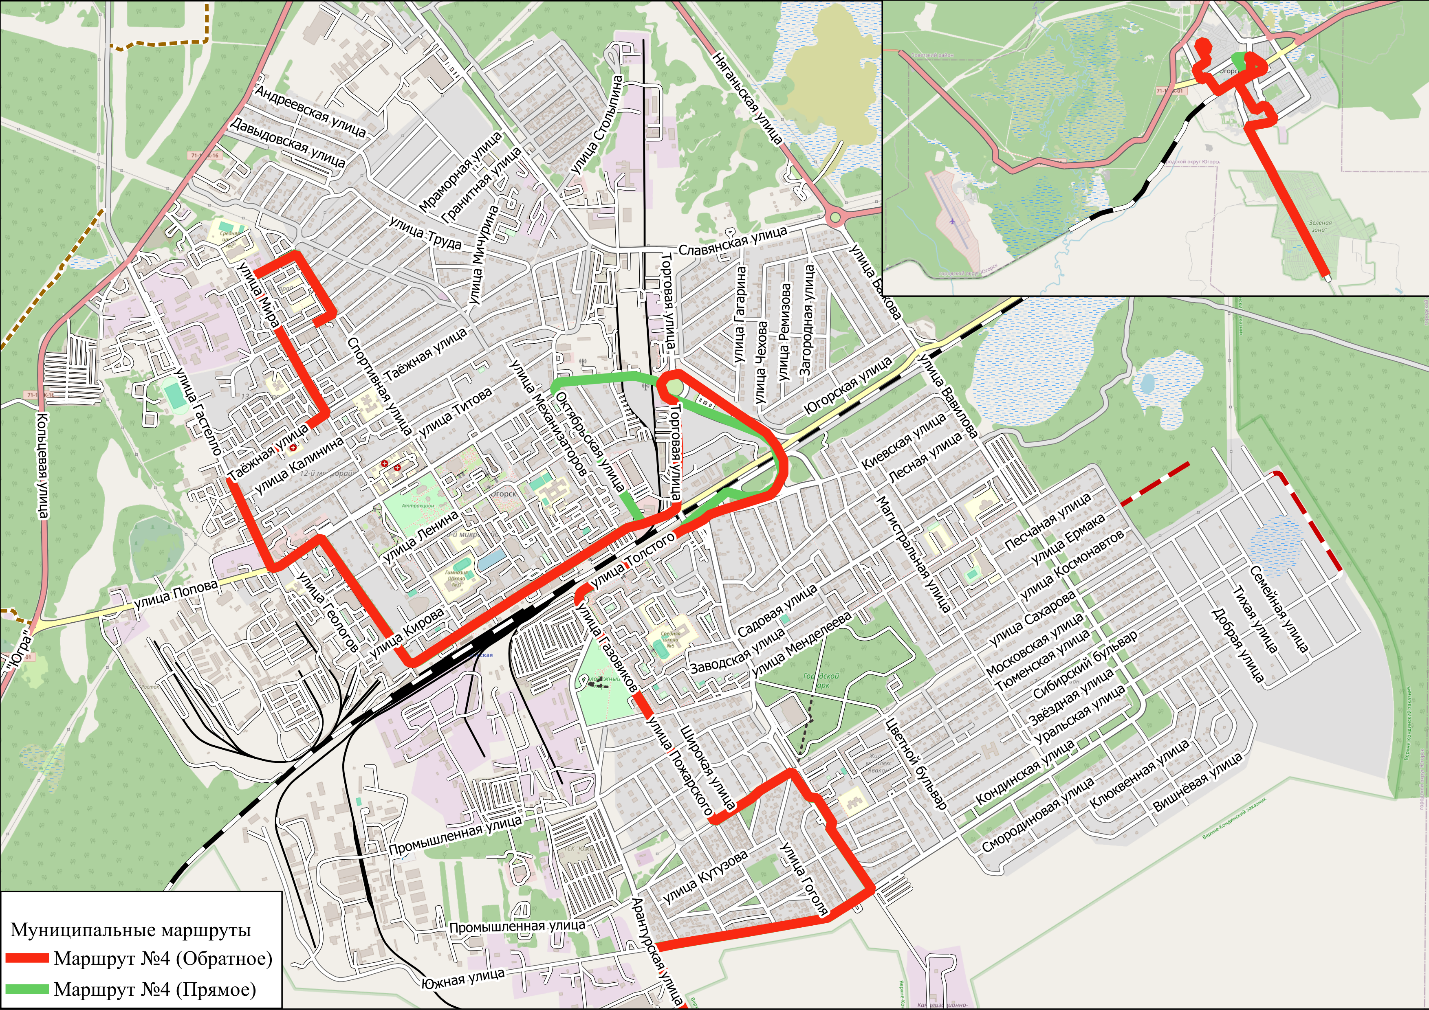 Андреевская улица
Давыдовская улица
Мраморная улица
Гранитная улица
улица Столыпина
Няганьская улица
улица Труда
улица Мичурина
Славянская улица
Торговая улица
улица Гагарина
улица Чехова
улица Ремизова
Загородная улица
улица Бажова
улица Мира
Спортивная улица
Таёжная улица
улица Титова
улица Механизаторов
Октябрьская улица
Торговая улица
Югорская улица
улица Вавилова
Кольцевая улица
улица Гастелло
Таёжная улица
улица Калинина
улица Ленина
Киевская улица
Лесная улица
Магистральная улица
Песчаная улица
улица Ермака
улица Космонавтов
улица Сахарова
Московская улица
Тюменская улица
Сибирский бульвар
Звёздная улица
Уральская улица
Семейная улица
Тихая улица
Добрая улица
улица Толстого
улица Попова
улица Геологов
улица Кирова
улица Газовиков
Садовая улица
Заводская улица
улица Менделеева
Городской
парк
"Югра"
Широкая улица
улица Пожарского
Цветной бульвар
Кондинская улица
Смородиновая улица
Клюквенная улица
Вишнёвая улица
Промышленная улица
улица Кутузова
улица Гоголя
Промышленная улица
Арантурская улица
Южная улица
Муниципальные маршруты
Маршрут №4 (Обратное)
Маршрут №4 (Прямое)